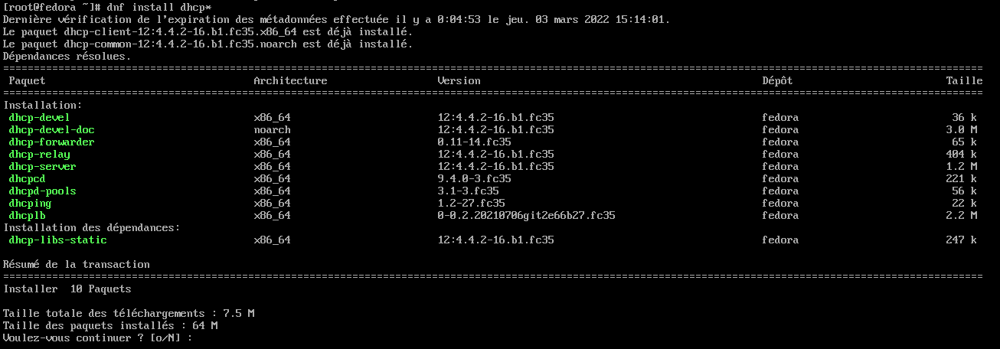 [root@fedora ~]# dnf install dhcp*
Dernière vérification de l'expiration des métadonnées effectuée il y a 0:04:53 le jeu. 03 mars 2022 15:14:01.
Le paquet dhcp-client-12:4.4.2-16.b1.fc35.x86_64 est déjà installé.
Le paquet dhcp-common-12:4.4.2-16.b1.fc35.noarch est déjà installé.
Dépendances résolues.
================================================================================================================================================================
Paquet Architecture Version Dépôt Taille
================================================================================================================================================================
Installation:
dhcp-devel x86_64 12:4.4.2-16.b1.fc35 fedora 36 k
dhcp-devel-doc noarch 12:4.4.2-16.b1.fc35 fedora 3.0 M
dhcp-forwarder x86_64 0.11-14.fc35 fedora 65 k
dhcp-relay x86_64 12:4.4.2-16.b1.fc35 fedora 404 k
dhcp-server x86_64 12:4.4.2-16.b1.fc35 fedora 1.2 M
dhcpcd x86_64 9.4.0-3.fc35 fedora 221 k
dhcpd-pools x86_64 3.1-3.fc35 fedora 56 k
dhcping x86_64 1.2-27.fc35 fedora 22 k
dhcplb x86_64 0-0.2.20210706git2e66b27.fc35 fedora 2.2 M
Installation des dépendances:
dhcp-libs-static x86_64 12:4.4.2-16.b1.fc35 fedora 247 k
Résumé de la transaction
================================================================================================================================================================
Installer 10 Paquets
Taille totale des téléchargements : 7.5 M
Taille des paquets installés : 64 M
Voulez-vous continuer ? [o/N] :